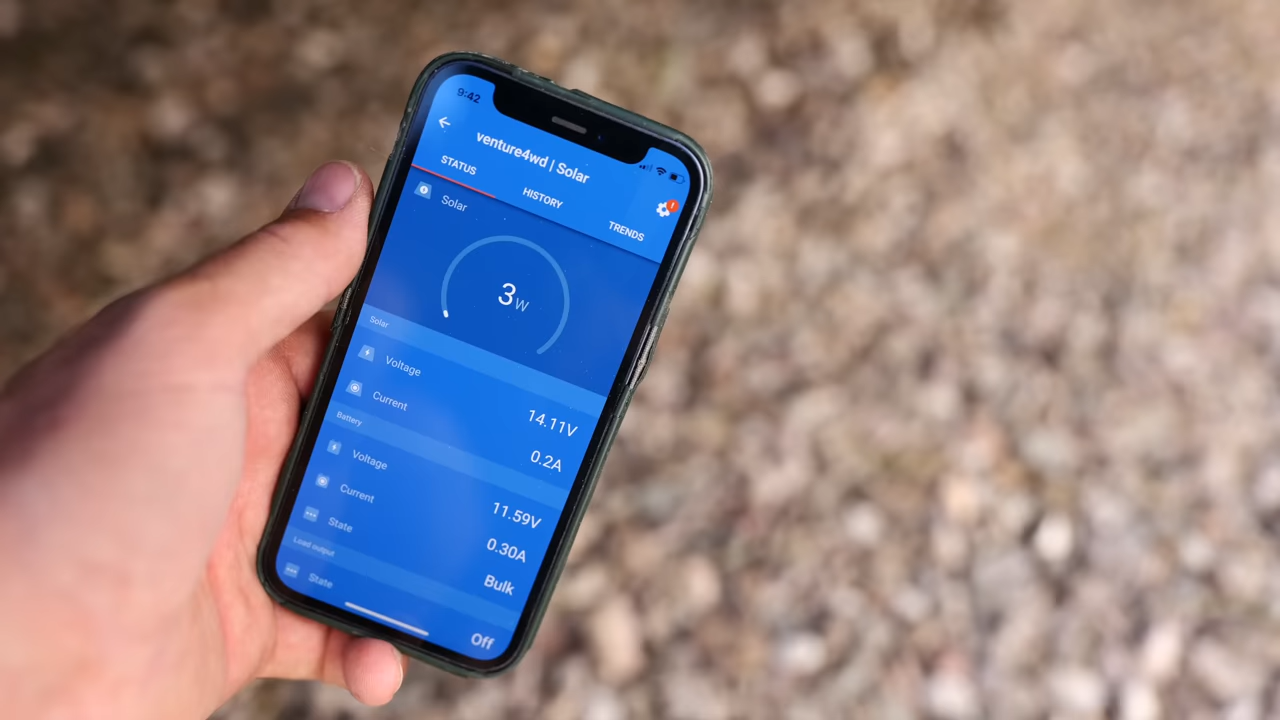 9:42
venture4wd | Solar
STATUS
HISTORY
TRENDS
!
Solar
3W
Solar
Voltage 14.11V
Current 0.2A
Battery
Voltage 11.59V
Current 0.30A
State Bulk
Load output
State Off